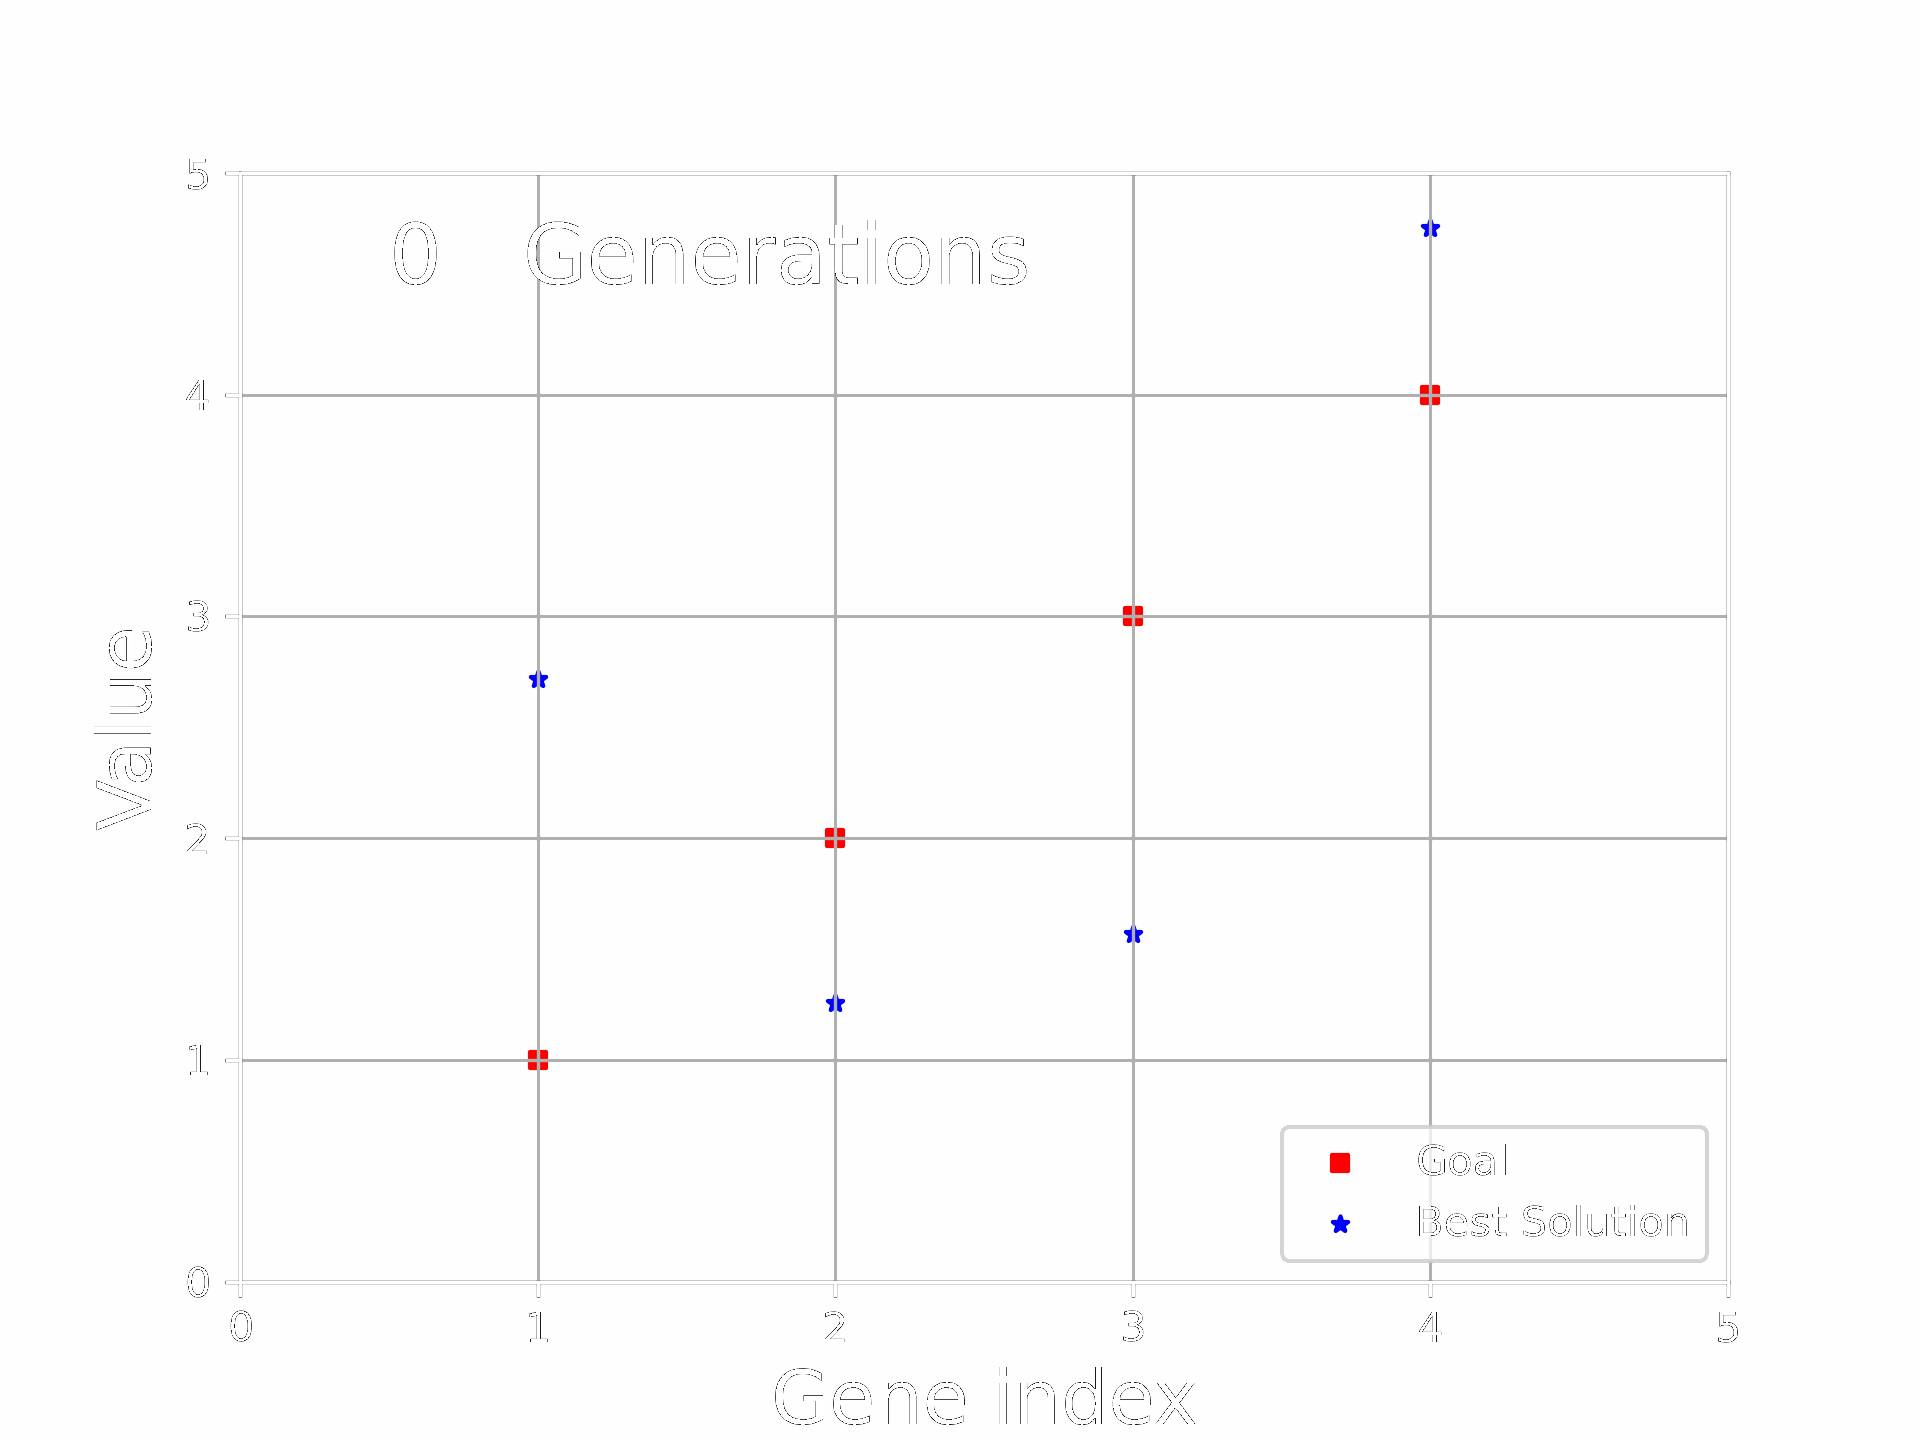 0 Generations
5
4
3
2
1
0
Value
0 1 2 3 4 5
Gene index
Goal
Best Solution